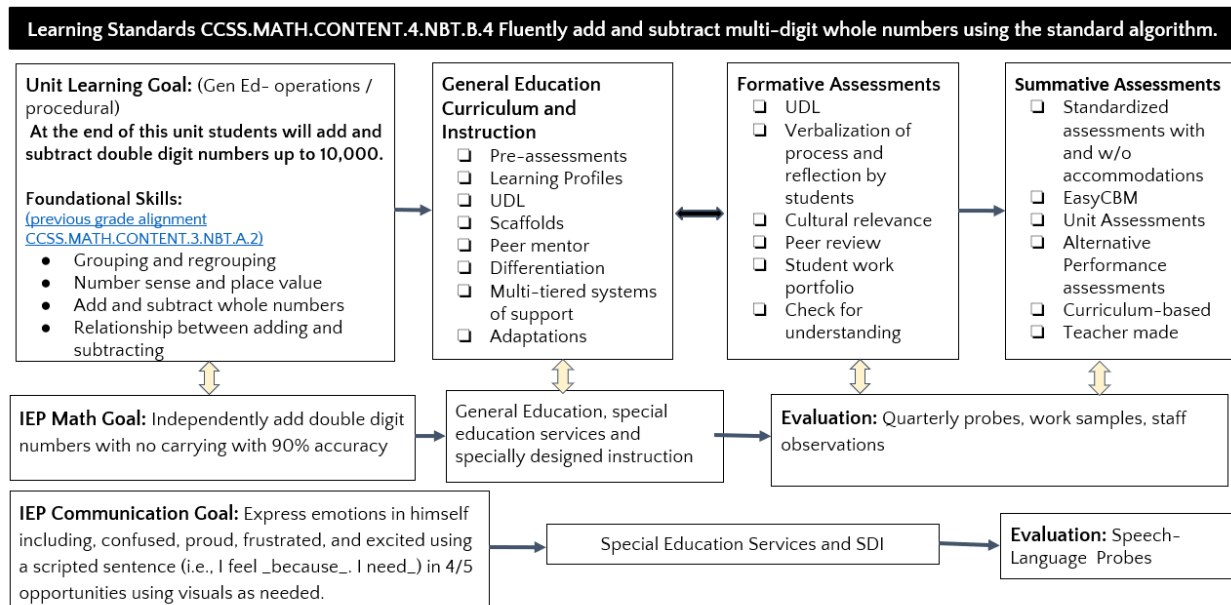 Learning Standards CCSS.MATH.CONTENT.4.NBT.B.4 Fluently add and subtract multi-digit whole numbers using the standard algorithm.
Unit Learning Goal: (Gen Ed- operations /
procedural)
At the end of this unit students will add and
subtract double digit numbers up to 10,000.
Foundational Skills:
(previous grade alignment
CCSS.MATH.CONTENT.3.NBT.A.2)
● Grouping and regrouping
● Number sense and place value
● Add and subtract whole numbers
● Relationship between adding and
subtracting
General Education
Curriculum and
Instruction
❏ Pre-assessments
❏ Learning Profiles
❏ UDL
❏ Scaffolds
❏ Peer mentor
❏ Differentiation
❏ Multi-tiered systems
of support
❏ Adaptations
Formative Assessments
❏ UDL
❏ Verbalization of
process and
reflection by
students
❏ Cultural relevance
❏ Peer review
❏ Student work
portfolio
❏ Check for
understanding
Summative Assessments
❏ Standardized
assessments with
and w/o
accommodations
❏ EasyCBM
❏ Unit Assessments
❏ Alternative
Performance
assessments
❏ Curriculum-based
❏ Teacher made
IEP Math Goal: Independently add double digit
numbers with no carrying with 90% accuracy
General Education, special
education services and
specially designed instruction
Evaluation: Quarterly probes, work samples, staff
observations
IEP Communication Goal: Express emotions in himself
including, confused, proud, frustrated, and excited using
a scripted sentence (i.e., I feel _because_. I need_) in 4/5
opportunities using visuals as needed.
Special Education Services and SDI
Evaluation: Speech-
Language Probes